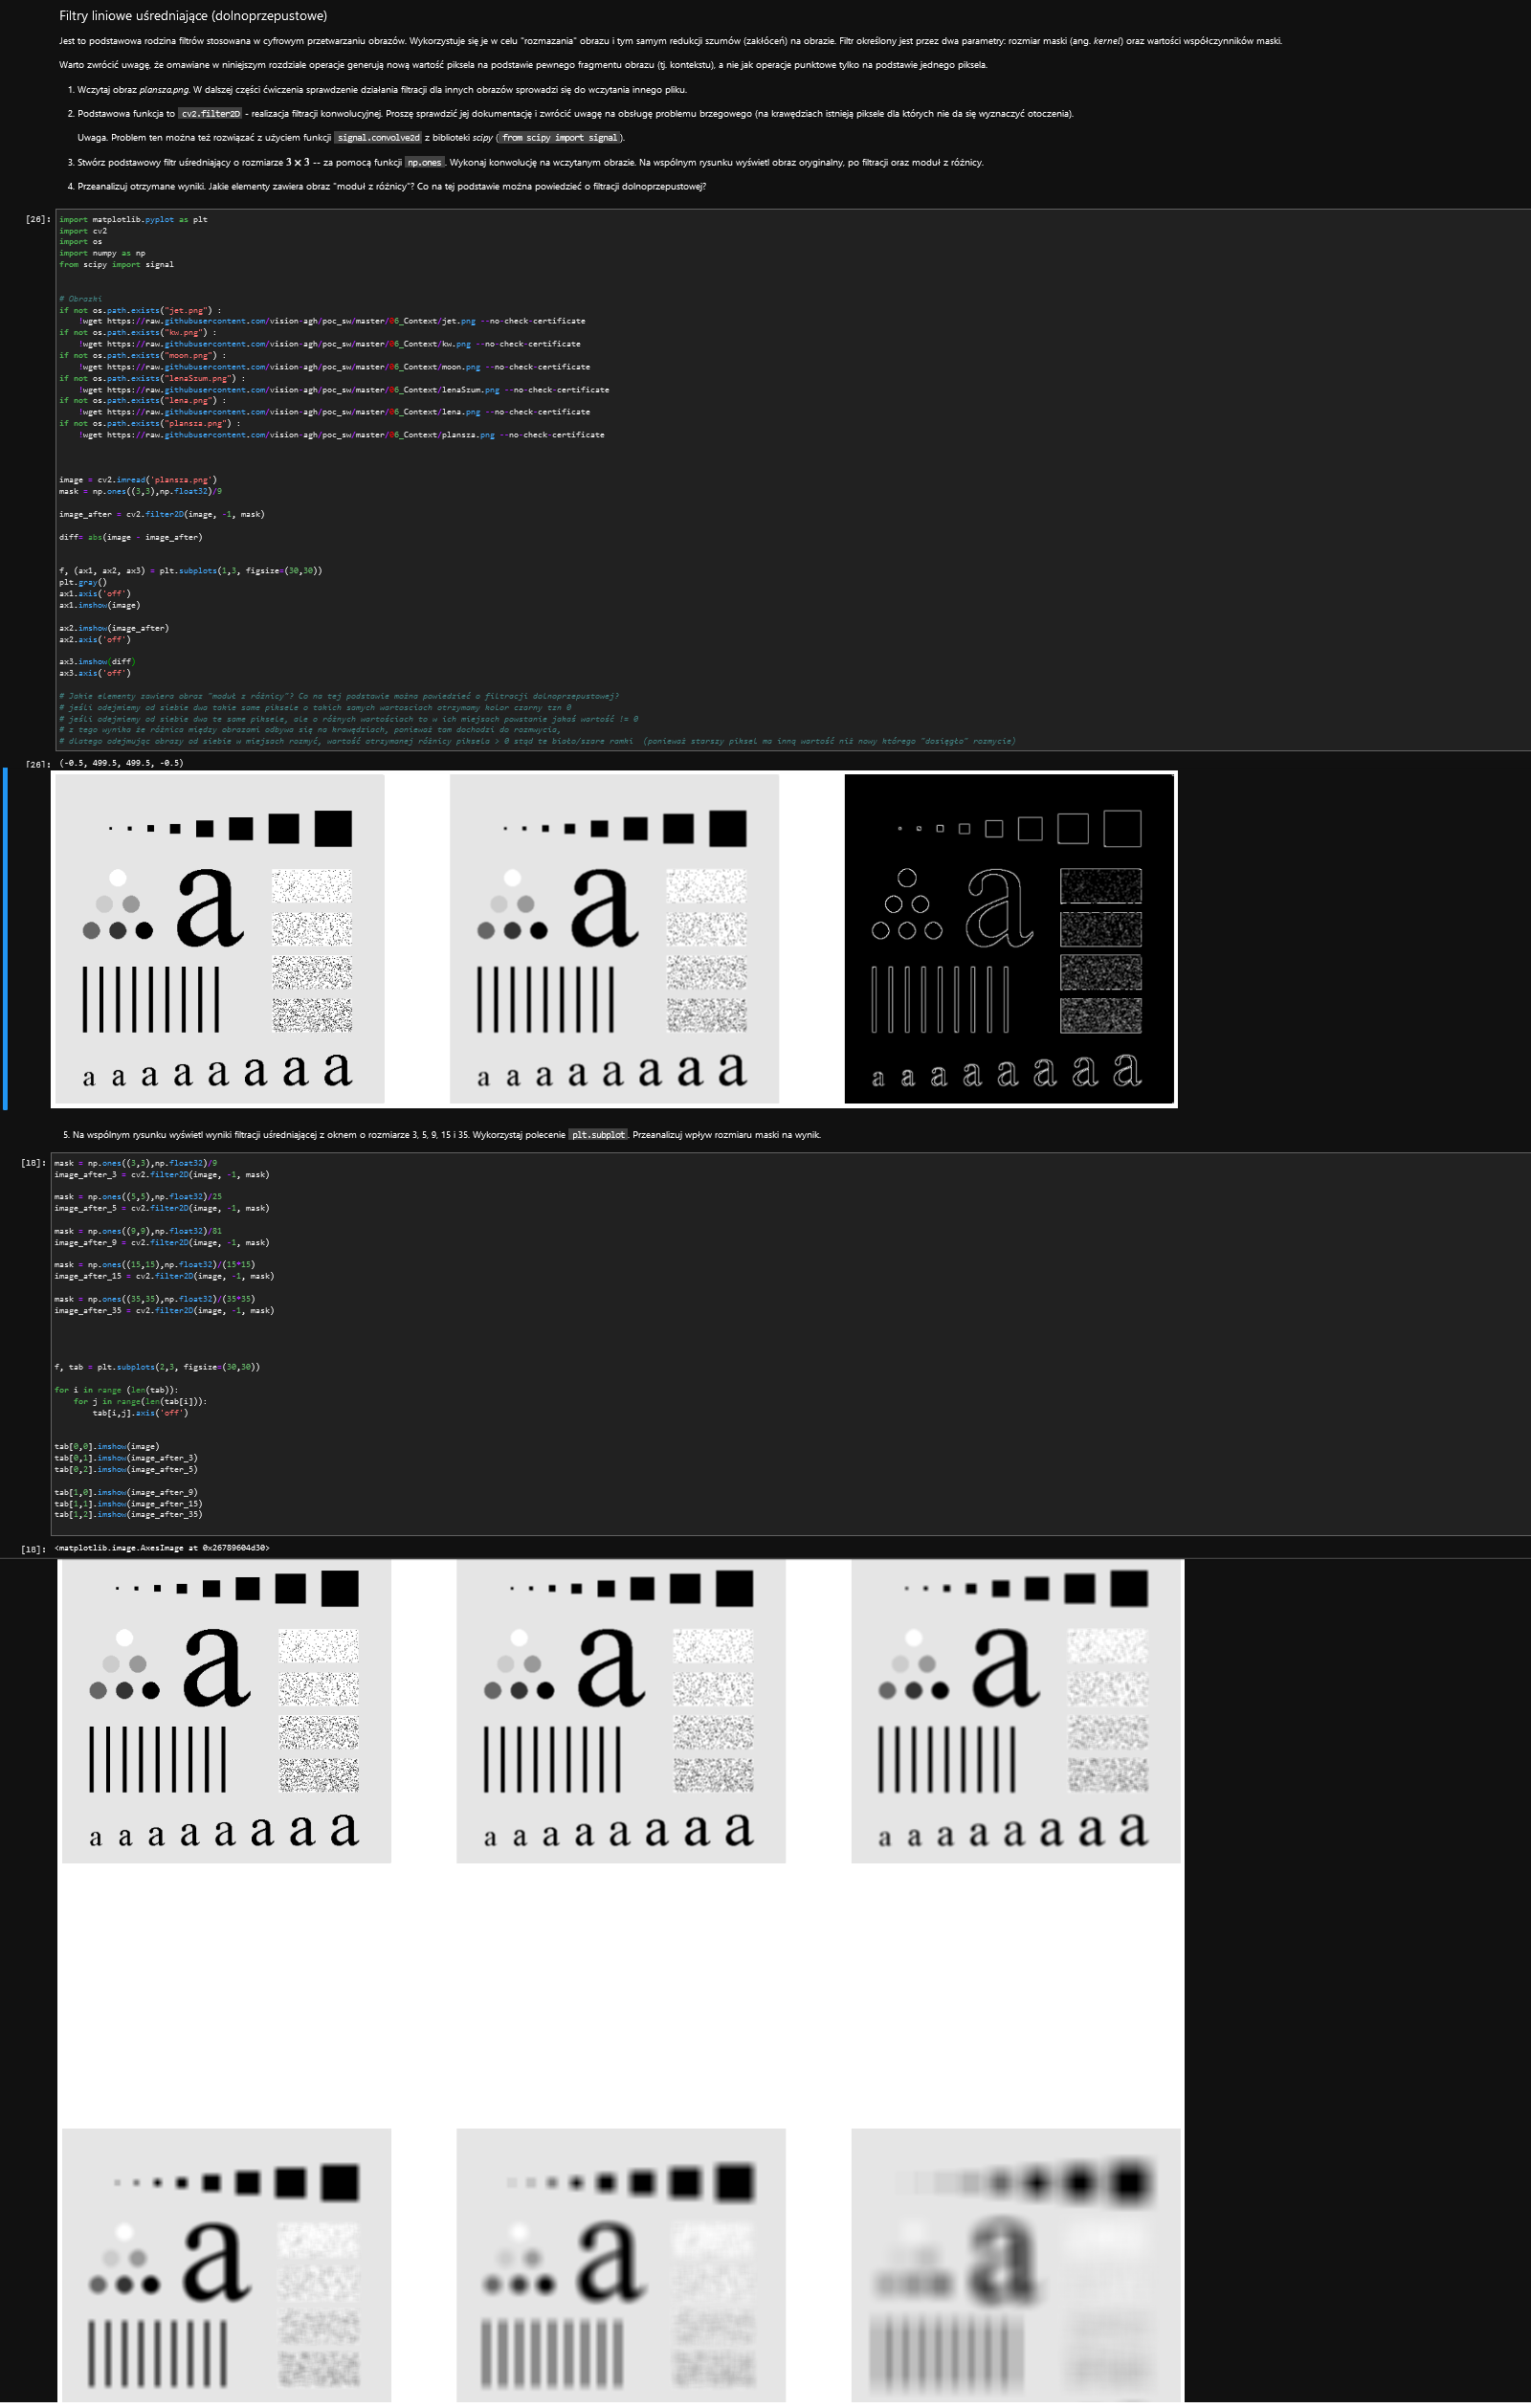 Filtry liniowe uśredniające (dolnoprzepustowe)
Jest to podstawowa rodzina filtrów stosowana w cyfrowym przetwarzaniu obrazów. Wykorzystuje się je w celu "rozmazania" obrazu i tym samym redukcji szumów (zakłóceń) na obrazie. Filtr określony jest przez dwa parametry: rozmiar maski (ang. kernel) oraz wartości współczynników maski.
Warto zwrócić uwagę, że omawiane w niniejszym rozdziale operacje generują nową wartość piksela na podstawie pewnego fragmentu obrazu (tj. kontekstu), a nie jak operacje punktowe tylko na podstawie jednego piksela.
1. Wczytaj obraz plansza.png. W dalszej części ćwiczenia sprawdzenie działania filtracji dla innych obrazów sprowadzi się do wczytania innego pliku.
2. Podstawowa funkcja to cv2.filter2D - realizacja filtracji konwolucyjnej. Proszę sprawdzić jej dokumentację i zwrócić uwagę na obsługę problemu brzegowego (na krawędziach istnieją piksele dla których nie da się wyznaczyć otoczenia).
Uwaga. Problem ten można też rozwiązać z użyciem funkcji signal.convolve2d z biblioteki scipy (from scipy import signal).
3. Stwórz podstawowy filtr uśredniający o rozmiarze 3 × 3 -- za pomocą funkcji np.ones. Wykonaj konwolucję na wczytanym obrazie. Na wspólnym rysunku wyświetl obraz oryginalny, po filtracji oraz moduł z różnicy.
4. Przeanalizuj otrzymane wyniki. Jakie elementy zawiera obraz "moduł z różnicy"? Co na tej podstawie można powiedzieć o filtracji dolnoprzepustowej?
[26]: import matplotlib.pyplot as plt
import cv2
import os
import numpy as np
from scipy import signal
# Obrazki
if not os.path.exists("jet.png") :
!wget https://raw.githubusercontent.com/vision-agh/poc_sw/master/06_Context/jet.png --no-check-certificate
if not os.path.exists("kw.png") :
!wget https://raw.githubusercontent.com/vision-agh/poc_sw/master/06_Context/kw.png --no-check-certificate
if not os.path.exists("moon.png") :
!wget https://raw.githubusercontent.com/vision-agh/poc_sw/master/06_Context/moon.png --no-check-certificate
if not os.path.exists("lenaSzum.png") :
!wget https://raw.githubusercontent.com/vision-agh/poc_sw/master/06_Context/lenaSzum.png --no-check-certificate
if not os.path.exists("lena.png") :
!wget https://raw.githubusercontent.com/vision-agh/poc_sw/master/06_Context/lena.png --no-check-certificate
if not os.path.exists("plansza.png") :
!wget https://raw.githubusercontent.com/vision-agh/poc_sw/master/06_Context/plansza.png --no-check-certificate
image = cv2.imread('plansza.png')
mask = np.ones((3,3),np.float32)/9
image_after = cv2.filter2D(image, -1, mask)
diff= abs(image - image_after)
f, (ax1, ax2, ax3) = plt.subplots(1,3, figsize=(30,30))
plt.gray()
ax1.axis('off')
ax1.imshow(image)
ax2.imshow(image_after)
ax2.axis('off')
ax3.imshow(diff)
ax3.axis('off')
# Jakie elementy zawiera obraz "moduł z różnicy"? Co na tej podstawie można powiedzieć o filtracji dolnoprzepustowej?
# jeśli odejmiemy od siebie dwa takie same piksele o takich samych wartosciach otrzymamy kolor czarny tzn 0
# jeśli odejmiemy od siebie dwa te same piksele, ale o różnych wartościach to w ich miejsach powstanie jakaś wartość != 0
# z tego wynika że różnica między obrazami odbywa się na krawędziach, ponieważ tam dochodzi do rozmycia,
# dlatego odejmując obrazy od siebie w miejsach rozmyć, wartość otrzymanej różnicy piksela > 0 stąd te biało/szare ramki (ponieważ starszy piksel ma inną wartość niż nowy którego "dosięgło" rozmycie)
[26]: (-0.5, 499.5, 499.5, -0.5)
a a a
a a a a a a a a
a a a a a a a a
a a a a a a a a
5. Na wspólnym rysunku wyświetl wyniki filtracji uśredniającej z oknem o rozmiarze 3, 5, 9, 15 i 35. Wykorzystaj polecenie plt.subplot. Przeanalizuj wpływ rozmiaru maski na wynik.
[18]: mask = np.ones((3,3),np.float32)/9
image_after_3 = cv2.filter2D(image, -1, mask)
mask = np.ones((5,5),np.float32)/25
image_after_5 = cv2.filter2D(image, -1, mask)
mask = np.ones((9,9),np.float32)/81
image_after_9 = cv2.filter2D(image, -1, mask)
mask = np.ones((15,15),np.float32)/(15*15)
image_after_15 = cv2.filter2D(image, -1, mask)
mask = np.ones((35,35),np.float32)/(35*35)
image_after_35 = cv2.filter2D(image, -1, mask)
f, tab = plt.subplots(2,3, figsize=(30,30))
for i in range (len(tab)):
for j in range(len(tab[i])):
tab[i,j].axis('off')
tab[0,0].imshow(image)
tab[0,1].imshow(image_after_3)
tab[0,2].imshow(image_after_5)
tab[1,0].imshow(image_after_9)
tab[1,1].imshow(image_after_15)
tab[1,2].imshow(image_after_35)
[18]: <matplotlib.image.AxesImage at 0x26789604d30>
a a a
a a a a a a a a
a a a a a a a a
a a a a a a a a
a a a